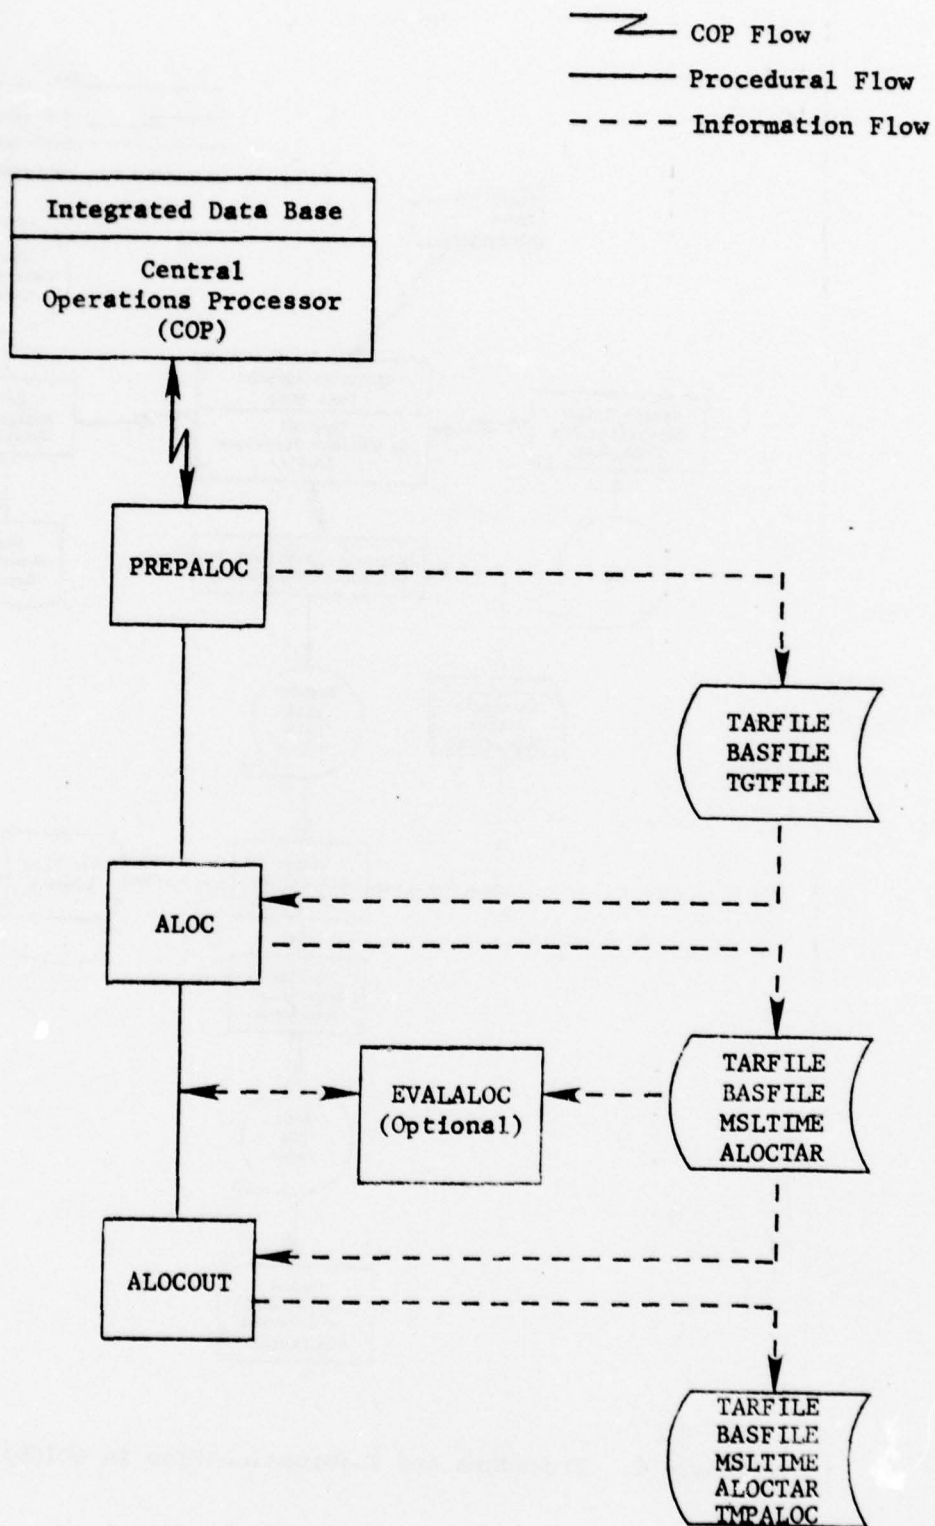 COP Flow
Procedural Flow
Information Flow
Integrated Data Base
Central
Operations Processor
(COP)
PREPALOC
TARFILE
BASFILE
TGTFILE
ALOC
TARFILE
BASFILE
MSLTIME
ALOCTAR
EVALALOC
(Optional)
ALOCOUT
TARFILE
BASFILE
MSLTIME
ALOCTAR
TMPALOC